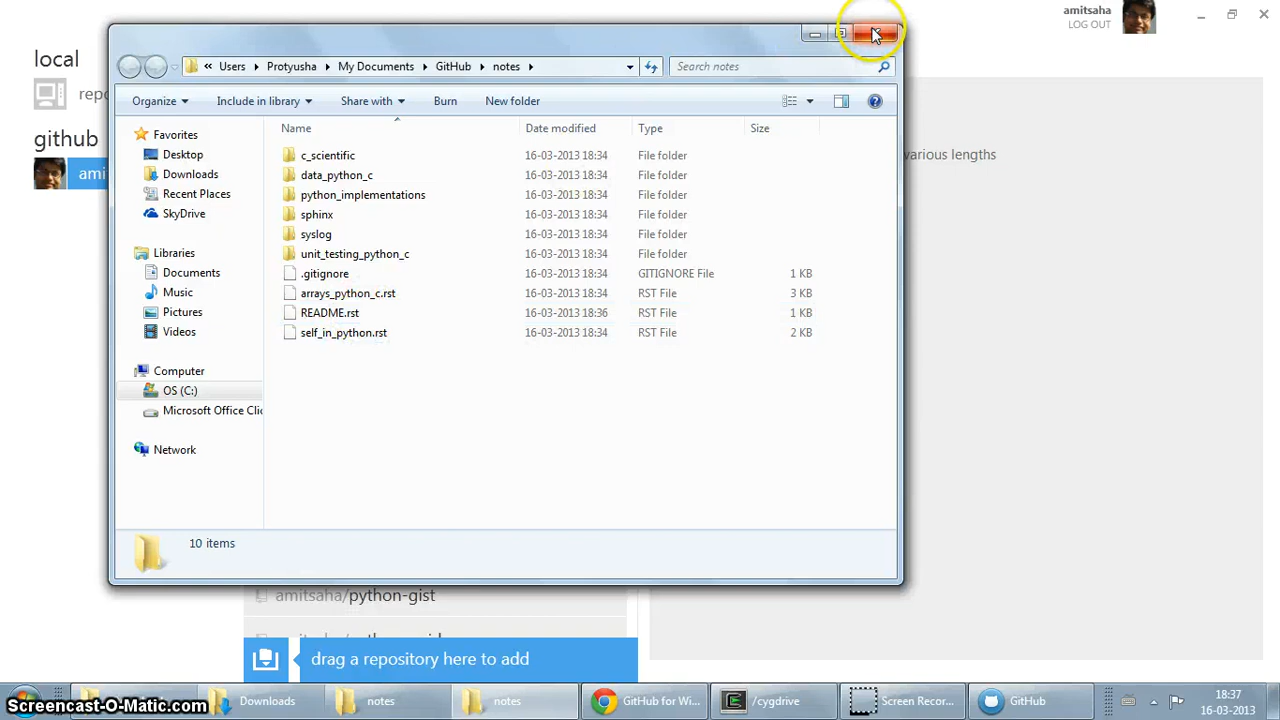 amitsaha
LOG OUT
local
github
« Users Protyusha My Documents GitHub notes
Search notes
Organize Include in library Share with Burn New folder
Name Date modified Type Size
Favorites
Desktop
Downloads
Recent Places
SkyDrive
Libraries
Documents
Music
Pictures
Videos
Computer
OS (C:)
Microsoft Office Clic
Network
c_scientific 16-03-2013 18:34 File folder
data_python_c 16-03-2013 18:34 File folder
python_implementations 16-03-2013 18:34 File folder
sphinx 16-03-2013 18:34 File folder
syslog 16-03-2013 18:34 File folder
unit_testing_python_c 16-03-2013 18:34 File folder
.gitignore 16-03-2013 18:34 GITIGNORE File 1 KB
arrays_python_c.rst 16-03-2013 18:34 RST File 3 KB
README.rst 16-03-2013 18:36 RST File 1 KB
self_in_python.rst 16-03-2013 18:34 RST File 2 KB
various lengths
10 items
amitsaha/python-gist
drag a repository here to add
Screencast-O-Matic.com
Downloads
notes
notes
GitHub for Wi...
/cygdrive
Screen Recor...
GitHub
18:37
16-03-2013